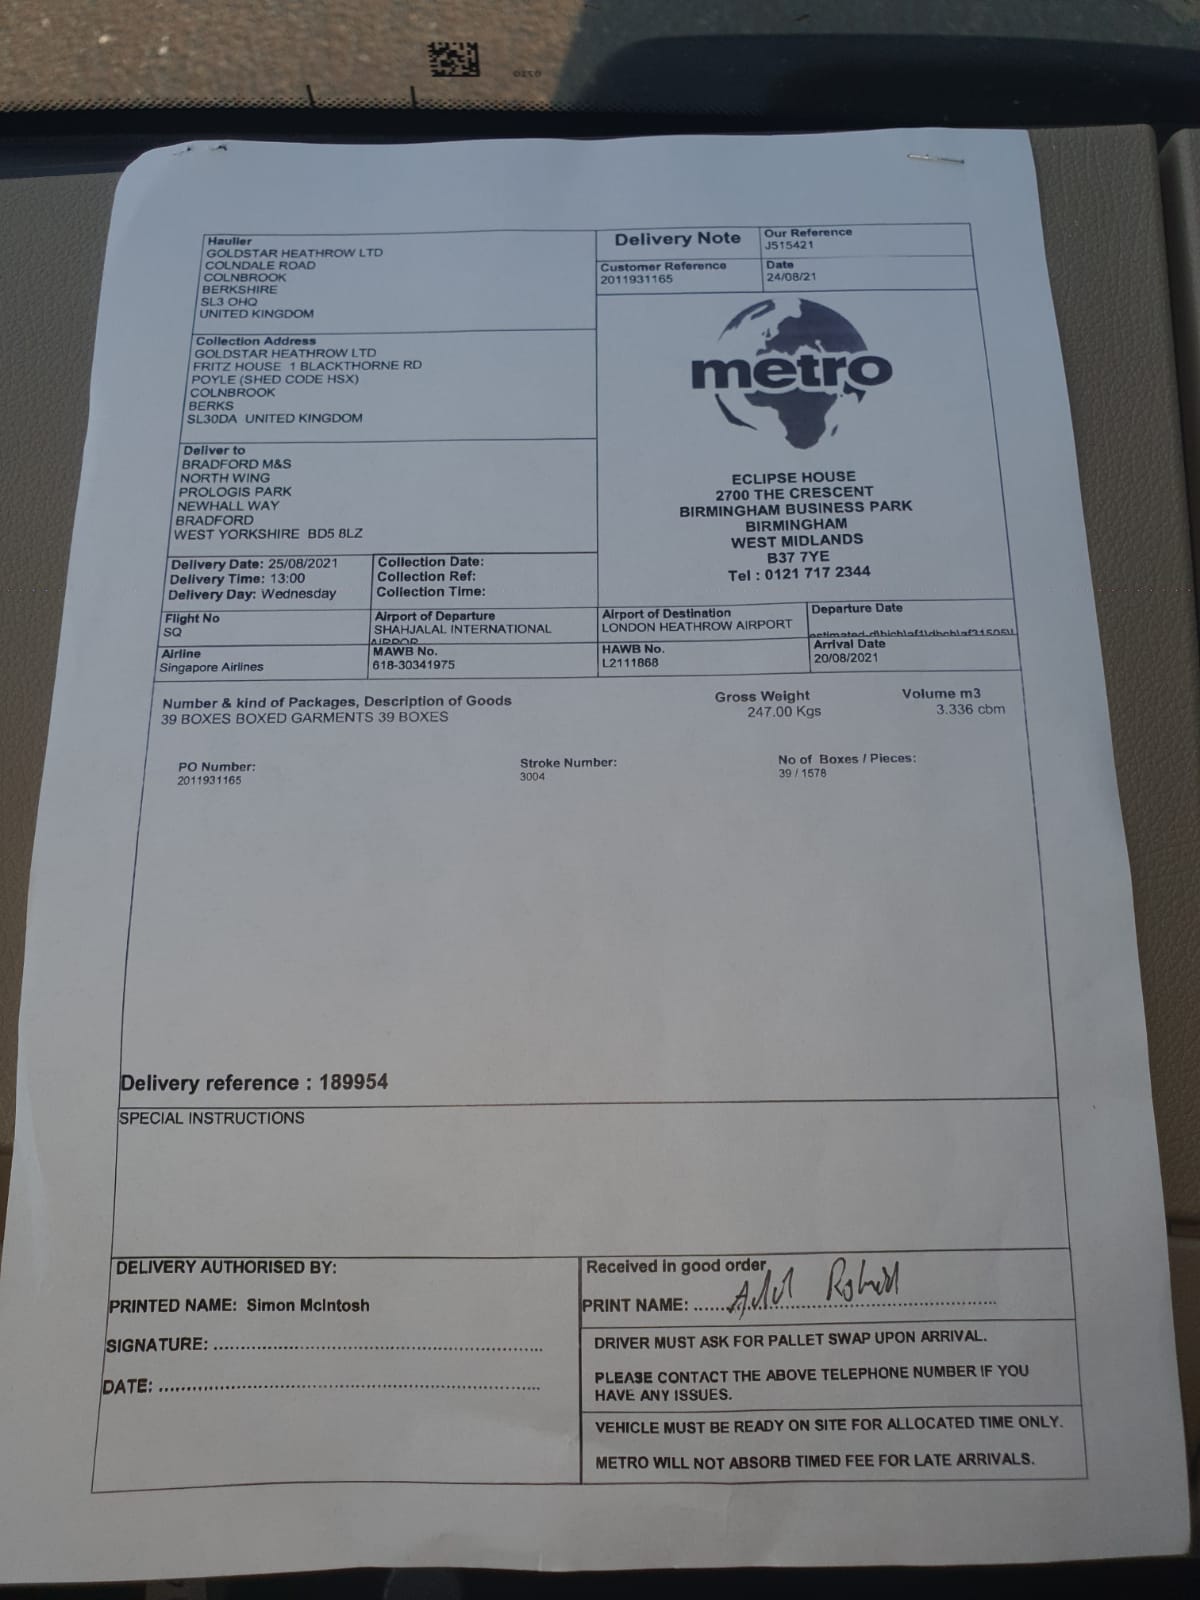 Haulier
GOLDSTAR HEATHROW LTD
COLNDALE ROAD
COLNBROOK
BERKSHIRE
SL3 OHQ
UNITED KINGDOM
Delivery Note
Our Reference
J515421
Customer Reference
2011931165
Date
24/08/21
Collection Address
GOLDSTAR HEATHROW LTD
FRITZ HOUSE 1 BLACKTHORNE RD
POYLE (SHED CODE HSX)
COLNBROOK
BERKS
SL30DA UNITED KINGDOM
metro
Deliver to
BRADFORD M&S
NORTH WING
PROLOGIS PARK
NEWHALL WAY
BRADFORD
WEST YORKSHIRE BD5 8LZ
ECLIPSE HOUSE
2700 THE CRESCENT
BIRMINGHAM BUSINESS PARK
BIRMINGHAM
WEST MIDLANDS
B37 7YE
Tel : 0121 717 2344
Delivery Date: 25/08/2021
Delivery Time: 13:00
Delivery Day: Wednesday
Collection Date:
Collection Ref:
Collection Time:
Flight No
SQ
Airport of Departure
SHAHJALAL INTERNATIONAL
Airport of Destination
LONDON HEATHROW AIRPORT
Departure Date
Airline
Singapore Airlines
MAWB No.
618-30341975
HAWB No.
L2111868
Arrival Date
20/08/2021
Number & kind of Packages, Description of Goods
39 BOXES BOXED GARMENTS 39 BOXES
Gross Weight
247.00 Kgs
Volume m3
3.336 cbm
PO Number:
2011931165
Stroke Number:
3004
No of Boxes / Pieces:
39 / 1578
Delivery reference : 189954
SPECIAL INSTRUCTIONS
DELIVERY AUTHORISED BY:
PRINTED NAME: Simon McIntosh
SIGNATURE:
DATE:
Received in good order
PRINT NAME:
DRIVER MUST ASK FOR PALLET SWAP UPON ARRIVAL.
PLEASE CONTACT THE ABOVE TELEPHONE NUMBER IF YOU
HAVE ANY ISSUES.
VEHICLE MUST BE READY ON SITE FOR ALLOCATED TIME ONLY.
METRO WILL NOT ABSORB TIMED FEE FOR LATE ARRIVALS.